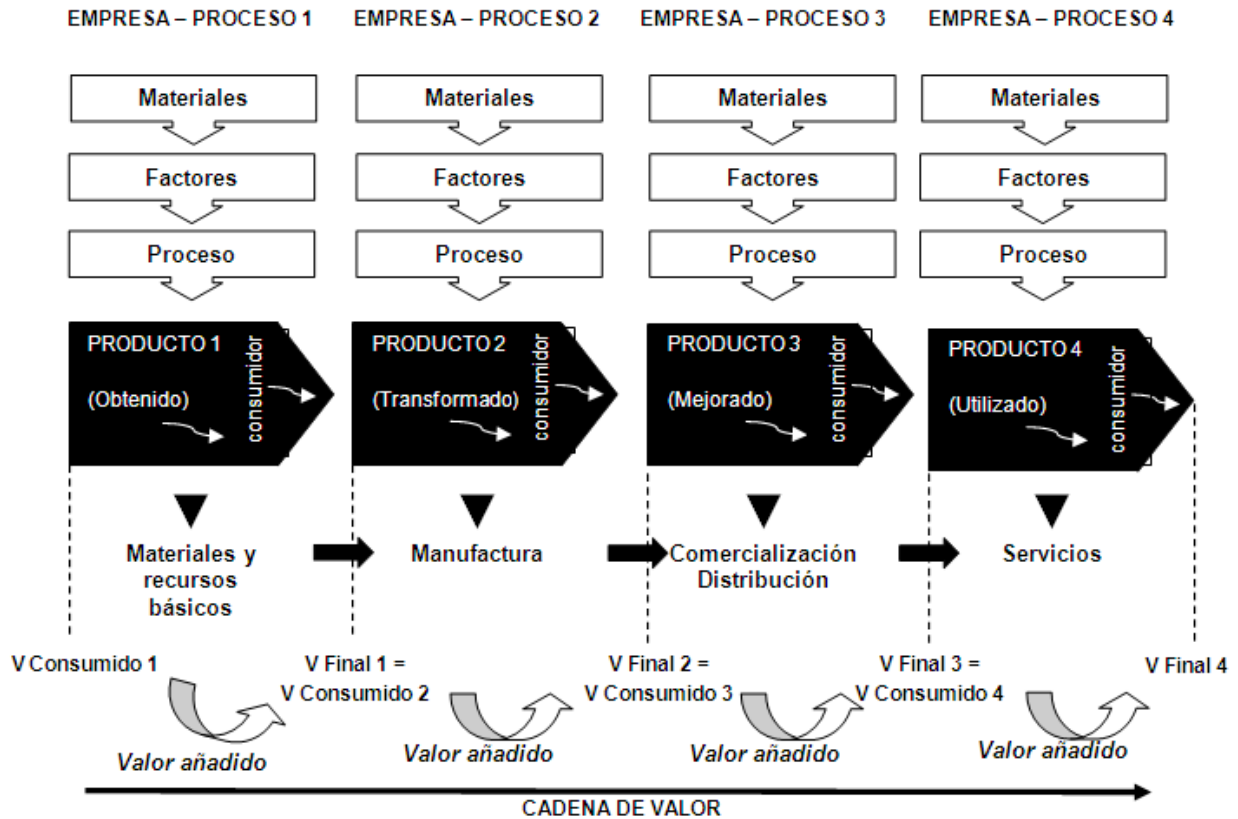 EMPRESA – PROCESO 1
EMPRESA – PROCESO 2
EMPRESA – PROCESO 3
EMPRESA – PROCESO 4
Materiales
Materiales
Materiales
Materiales
Factores
Factores
Factores
Factores
Proceso
Proceso
Proceso
Proceso
PRODUCTO 1
(Obtenido)
consumidor
PRODUCTO 2
(Transformado)
consumidor
PRODUCTO 3
(Mejorado)
consumidor
PRODUCTO 4
(Utilizado)
consumidor
Materiales y
recursos
básicos
Manufactura
Comercialización
Distribución
Servicios
V Consumido 1
V Final 1 =
V Consumido 2
V Final 2 =
V Consumido 3
V Final 3 =
V Consumido 4
V Final 4
Valor añadido
Valor añadido
Valor añadido
Valor añadido
CADENA DE VALOR